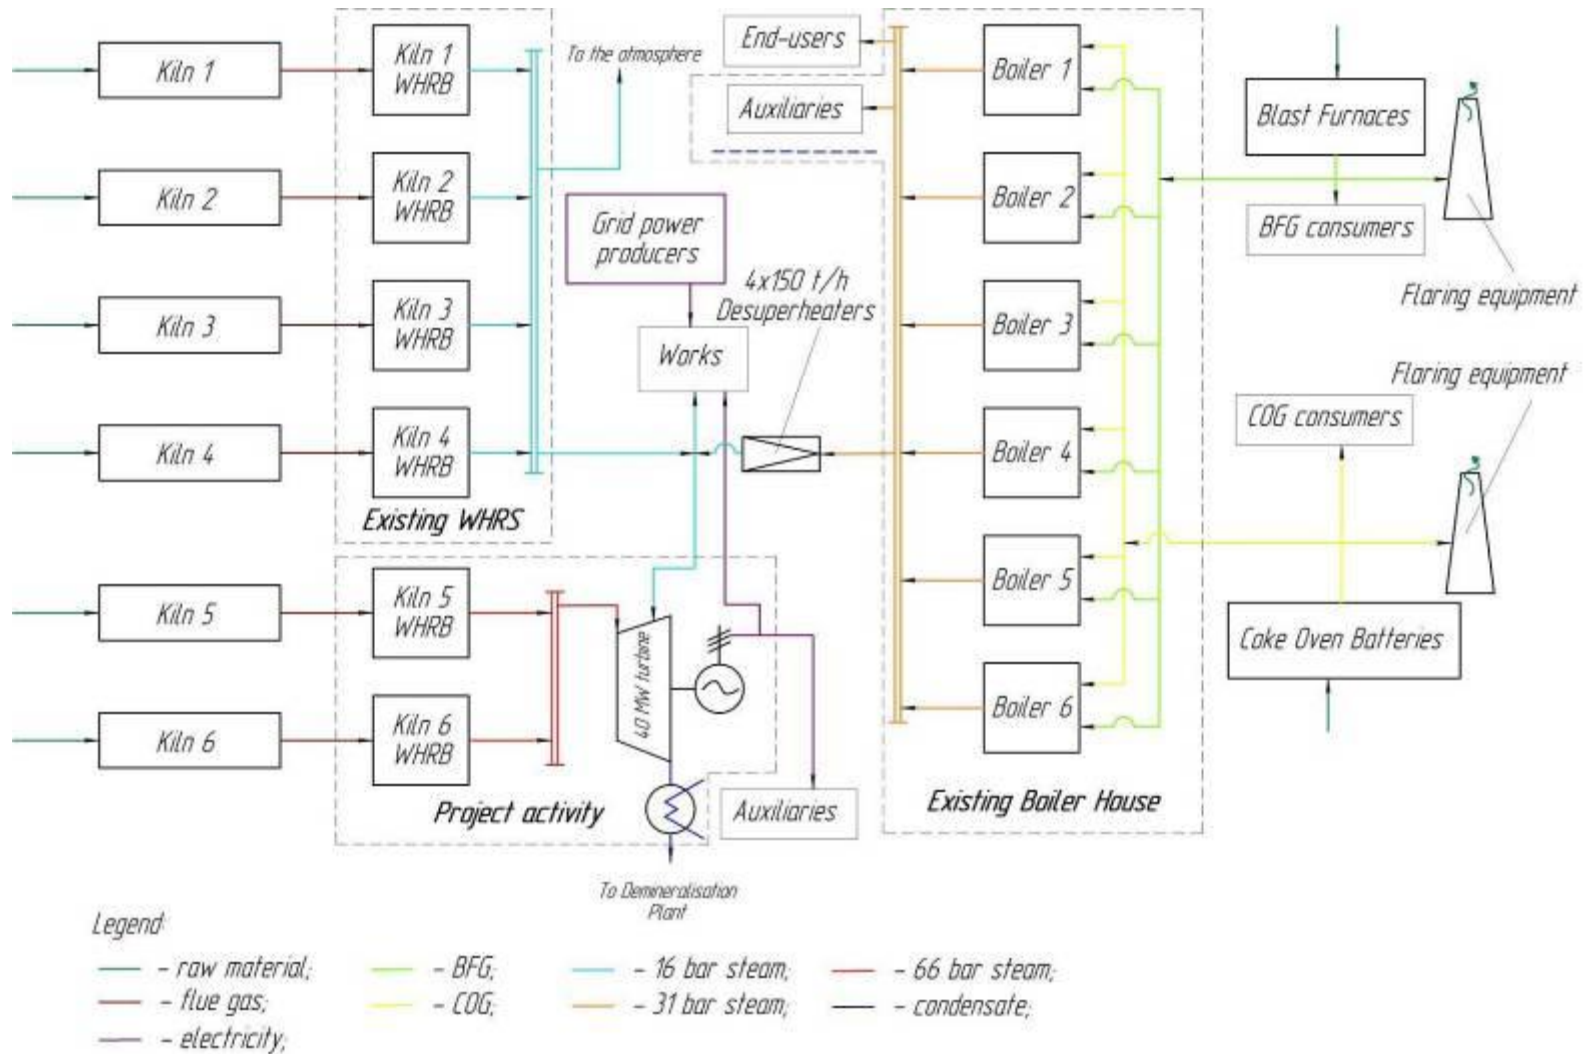 Kiln 1
Kiln 1
WHRB
To the atmosphere
End-users
Auxiliaries
Boiler 1
Blast Furnaces
Kiln 2
Kiln 2
WHRB
Grid power
producers
Boiler 2
BFG consumers
Flaring equipment
Kiln 3
Kiln 3
WHRB
4x150 t/h
Desuperheaters
Works
Boiler 3
Flaring equipment
COG consumers
Kiln 4
Kiln 4
WHRB
Boiler 4
Existing WHRS
Kiln 5
Kiln 5
WHRB
Boiler 5
Coke Oven Batteries
Kiln 6
Kiln 6
WHRB
40 MW turbine
Boiler 6
Project activity
Auxiliaries
Existing Boiler House
To Demineralisation
Plant
Legend:
- raw material;
- BFG;
- 16 bar steam;
- 66 bar steam;
- flue gas;
- COG;
- 31 bar steam;
- condensate;
- electricity;